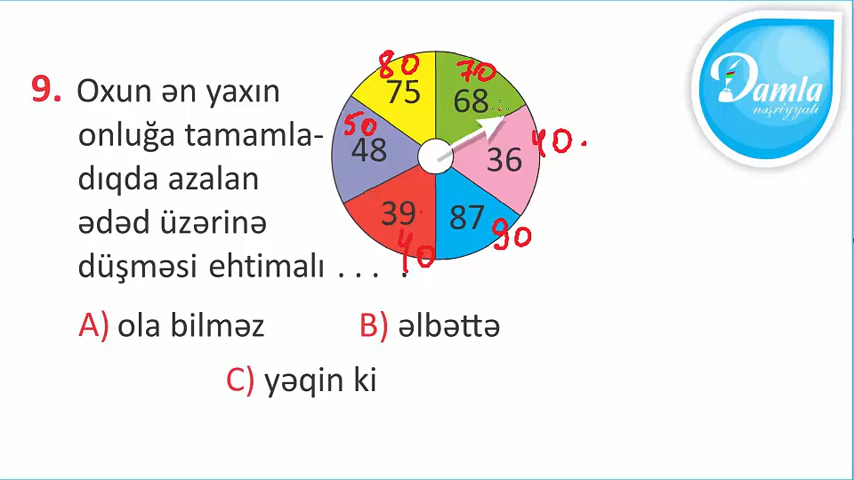 9. Oxun ən yaxın
onluğa tamamla-
dıqda azalan
ədəd üzərinə
düşməsi ehtimalı . . . .
A) ola bilməz
B) əlbəttə
C) yəqin ki
80
70
75
68
50
48
36
40.
39
87
40
90
Damla
nəşriyyatı